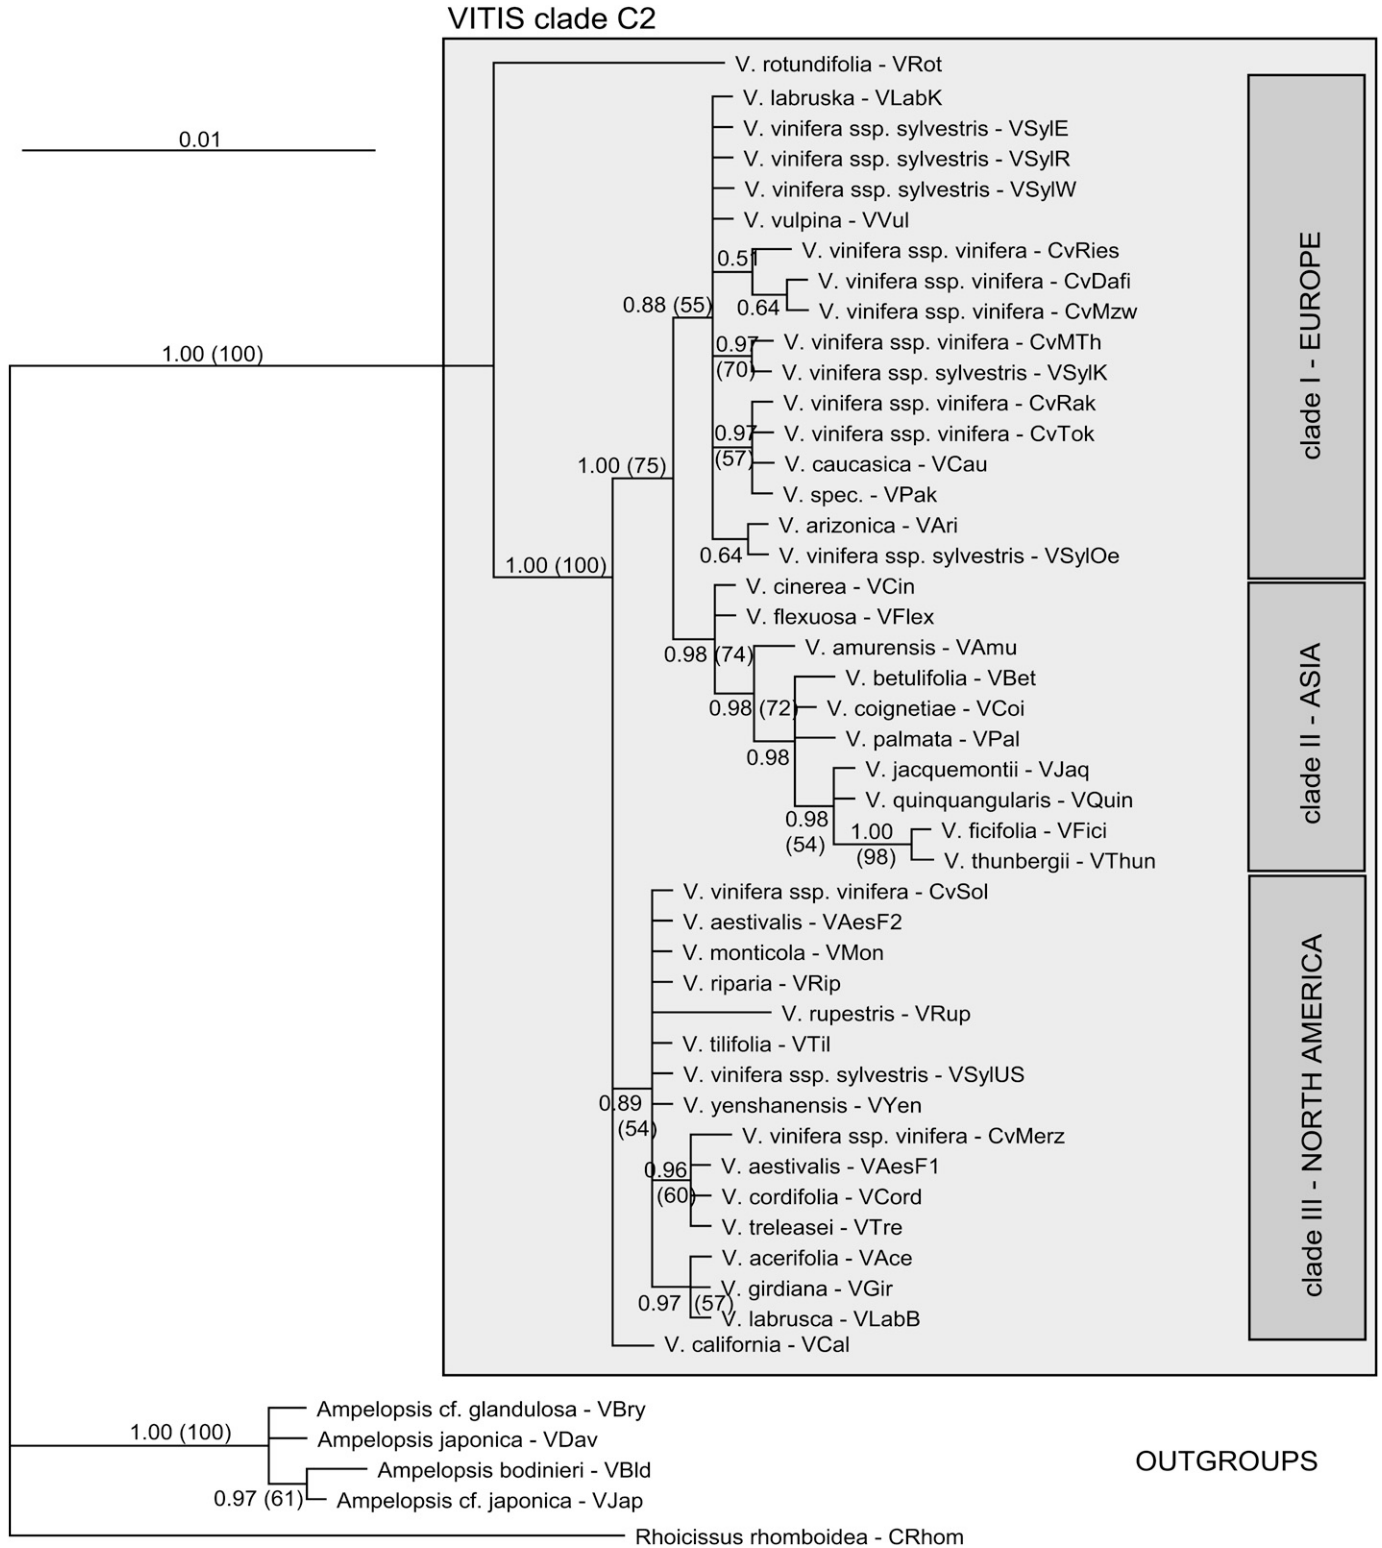 VITIS clade C2
V. rotundifolia - VRot
V. labruska - VLabK
0.01
V. vinifera ssp. sylvestris - VSylE
V. vinifera ssp. sylvestris - VSylR
V. vinifera ssp. sylvestris - VSylW
V. vulpina - VVul
V. vinifera ssp. vinifera - CvRies
0.51
V. vinifera ssp. vinifera - CvDafi
0.88 (55)
0.64
V. vinifera ssp. vinifera - CvMzw
0.97
V. vinifera ssp. vinifera - CvMTh
1.00 (100)
(70)
V. vinifera ssp. sylvestris - VSylK
V. vinifera ssp. vinifera - CvRak
0.97
V. vinifera ssp. vinifera - CvTok
(57)
V. caucasica - VCau
1.00 (75)
V. spec. - VPak
V. arizonica - VAri
0.64
V. vinifera ssp. sylvestris - VSylOe
clade I - EUROPE
1.00 (100)
V. cinerea - VCin
V. flexuosa - VFlex
0.98 (74)
V. amurensis - VAmu
V. betulifolia - VBet
0.98 (72)
V. coignetiae - VCoi
V. palmata - VPal
0.98
V. jacquemontii - VJaq
V. quinquangularis - VQuin
0.98
(54)
1.00
(98)
V. ficifolia - VFici
V. thunbergii - VThun
clade II - ASIA
V. vinifera ssp. vinifera - CvSol
V. aestivalis - VAesF2
V. monticola - VMon
V. riparia - VRip
V. rupestris - VRup
V. tilifolia - VTil
V. vinifera ssp. sylvestris - VSylUS
0.89
(54)
V. yenshanensis - VYen
V. vinifera ssp. vinifera - CvMerz
0.96
(60)
V. aestivalis - VAesF1
V. cordifolia - VCord
V. treleasei - VTre
V. acerifolia - VAce
V. girdiana - VGir
0.97 (57)
V. labrusca - VLabB
clade III - NORTH AMERICA
V. california - VCal
Ampelopsis cf. glandulosa - VBry
1.00 (100)
Ampelopsis japonica - VDav
Ampelopsis bodinieri - VBld
0.97 (61)
Ampelopsis cf. japonica - VJap
OUTGROUPS
Rhoicissus rhomboidea - CRhom